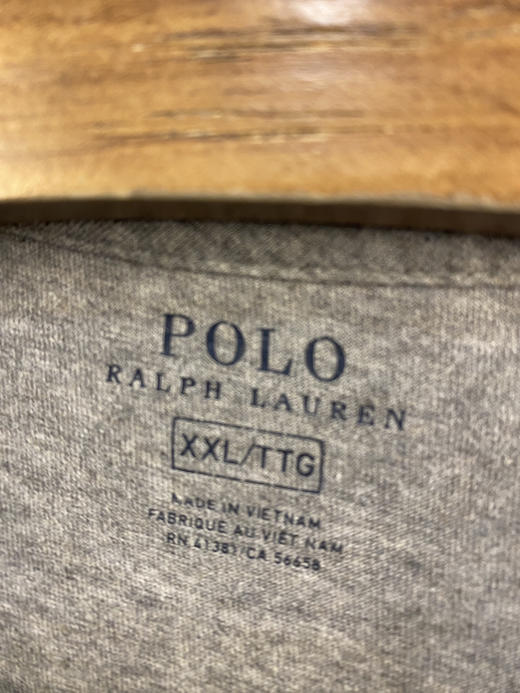 POLO
RALPH LAUREN
XXL/TTG
MADE IN VIETNAM
FABRIQUÉ AU VIÊT NAM
RN 41381/CA 56658